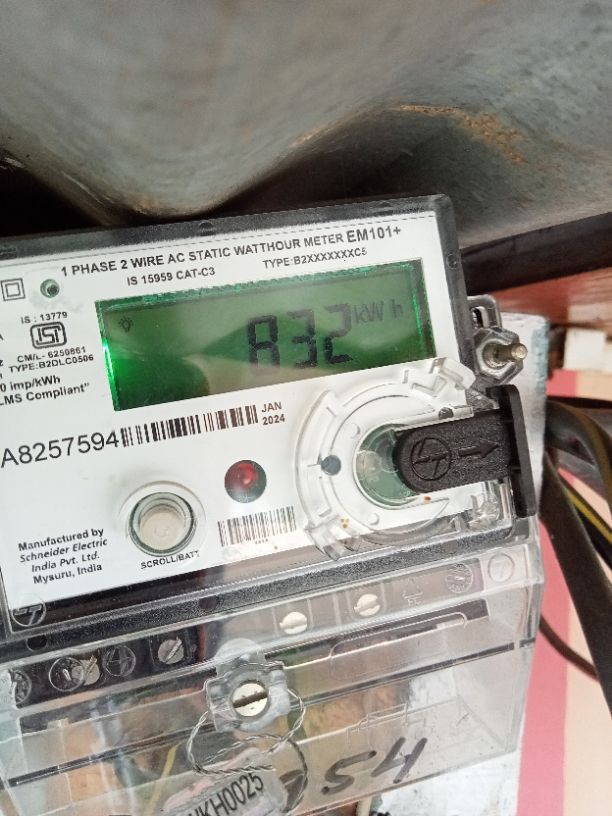 1 PHASE 2 WIRE AC STATIC WATTHOUR METER EM101+
IS 15959 CAT-C3 TYPE:B2XXXXXXXC5
IS : 13779
CM/L- 6250861
TYPE:B2DLC0506
0 imp/kWh
LMS Compliant"
832 kWh
A8257594
JAN
2024
SCROLL/BATT
Manufactured by
Schneider Electric
India Pvt. Ltd.
Mysuru, India
KH0025
54